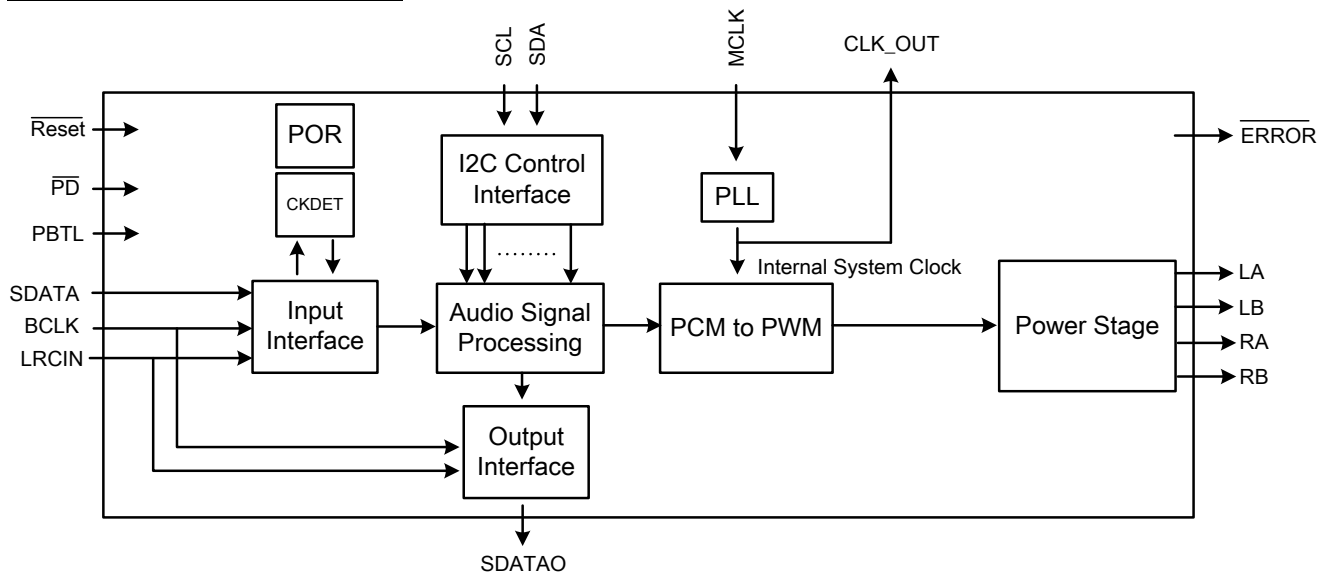 SCL
SDA
MCLK
CLK_OUT
Reset
PD
PBTL
SDATA
BCLK
LRCIN
POR
CKDET
I2C Control
Interface
........
PLL
Internal System Clock
Input
Interface
Audio Signal
Processing
PCM to PWM
Power Stage
ERROR
LA
LB
RA
RB
Output
Interface
SDATAO